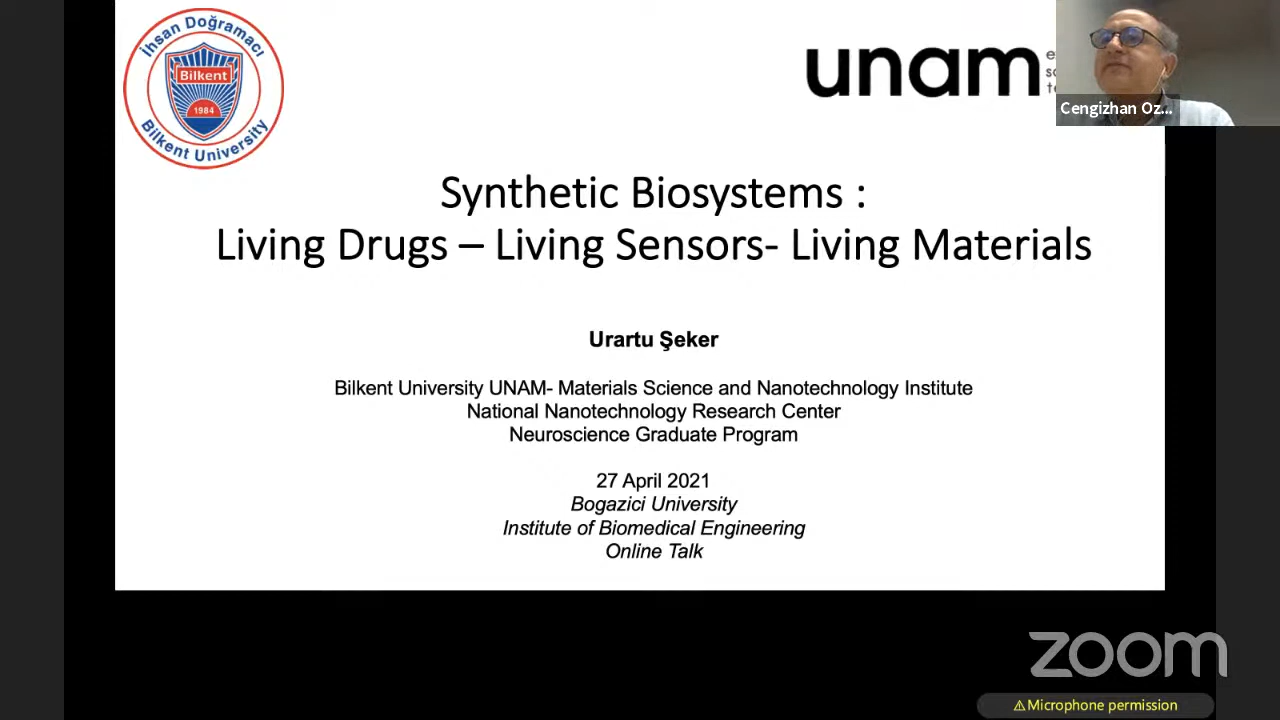 İhsan Doğramacı
Bilkent
1984
Bilkent University
unam
Cengizhan Oz...
Synthetic Biosystems :
Living Drugs – Living Sensors- Living Materials
Urartu Şeker
Bilkent University UNAM- Materials Science and Nanotechnology Institute
National Nanotechnology Research Center
Neuroscience Graduate Program
27 April 2021
Bogazici University
Institute of Biomedical Engineering
Online Talk
zoom
⚠Microphone permission